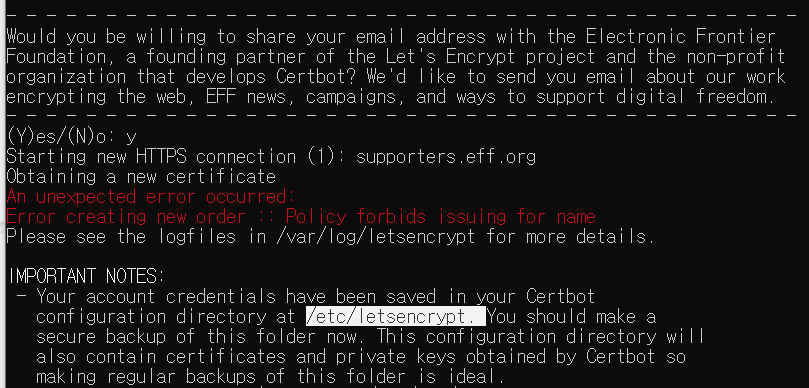 - - - - - - - - - - - - - - - - - - - - - - - - - - - - - - - - - - - - - - - -
Would you be willing to share your email address with the Electronic Frontier
Foundation, a founding partner of the Let's Encrypt project and the non-profit
organization that develops Certbot? We'd like to send you email about our work
encrypting the web, EFF news, campaigns, and ways to support digital freedom.
- - - - - - - - - - - - - - - - - - - - - - - - - - - - - - - - - - - - - - - -
(Y)es/(N)o: y
Starting new HTTPS connection (1): supporters.eff.org
Obtaining a new certificate
An unexpected error occurred:
Error creating new order :: Policy forbids issuing for name
Please see the logfiles in /var/log/letsencrypt for more details.
IMPORTANT NOTES:
- Your account credentials have been saved in your Certbot
configuration directory at /etc/letsencrypt. You should make a
secure backup of this folder now. This configuration directory will
also contain certificates and private keys obtained by Certbot so
making regular backups of this folder is ideal.